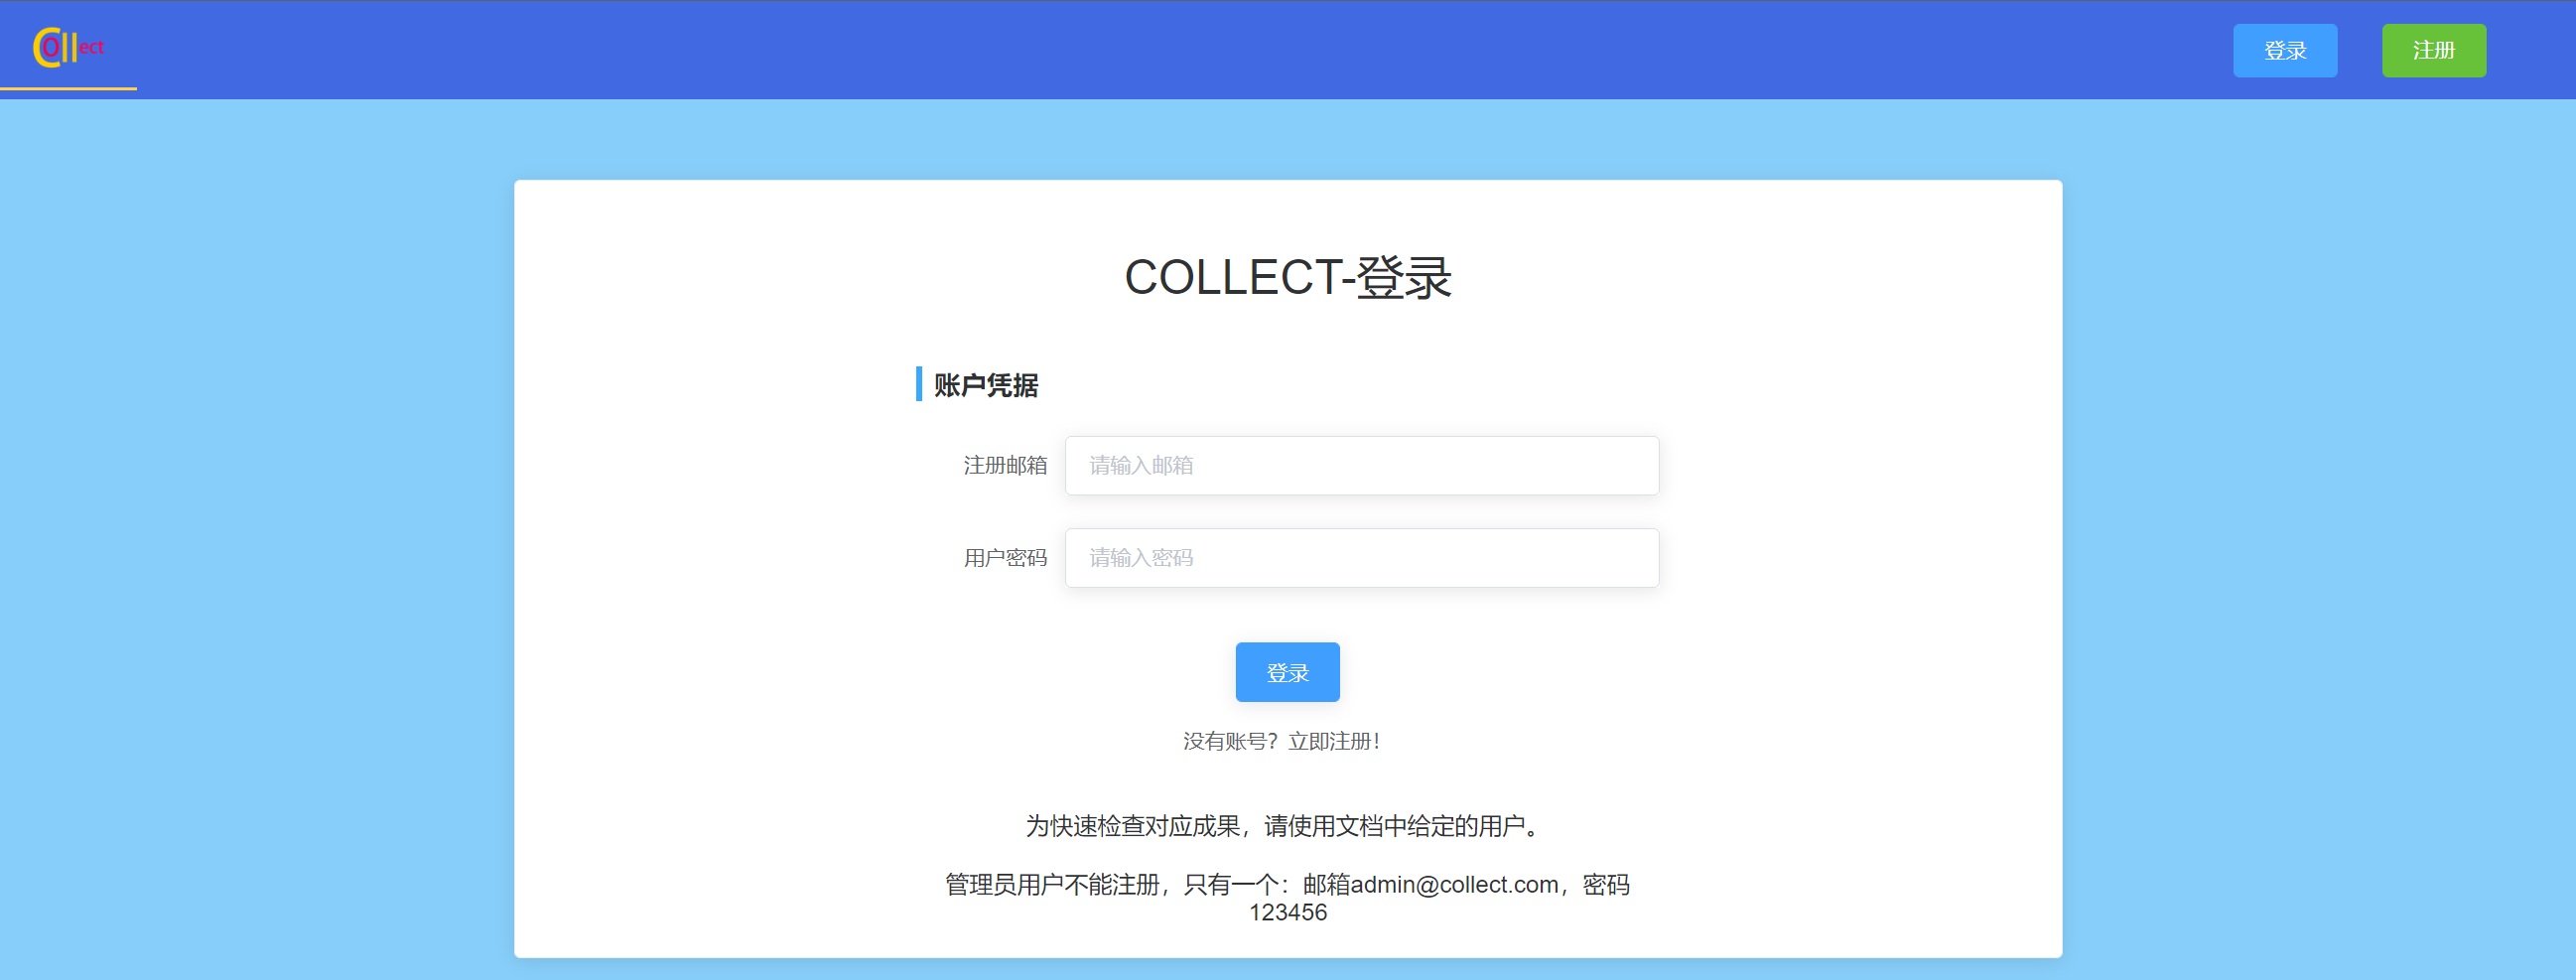 Collect
登录
注册
COLLECT-登录
账户凭据
注册邮箱
请输入邮箱
用户密码
请输入密码
登录
没有账号？立即注册！
为快速检查对应成果，请使用文档中给定的用户。
管理员用户不能注册，只有一个：邮箱admin@collect.com，密码
123456